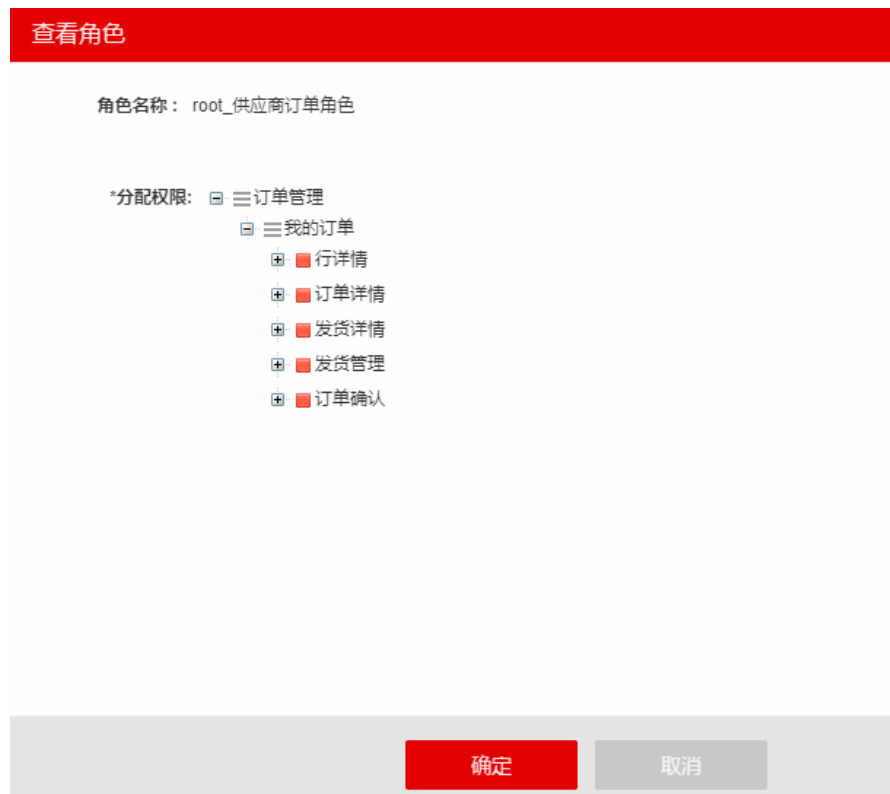 查看角色
角色名称： root_供应商订单角色
*分配权限: 订单管理
我的订单
行详情
订单详情
发货详情
发货管理
订单确认
确定 取消